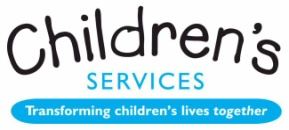 Children's
SERVICES
Transforming children's lives together